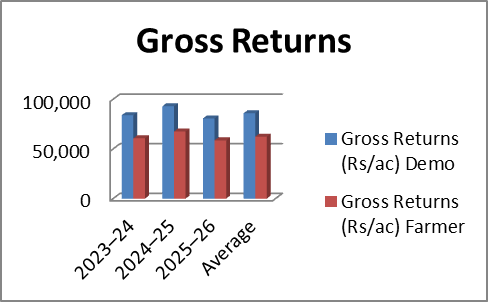 Gross Returns
100,000
50,000
0
2023–24
2024–25
2025–26
Average
Gross Returns
(Rs/ac) Demo
Gross Returns
(Rs/ac) Farmer